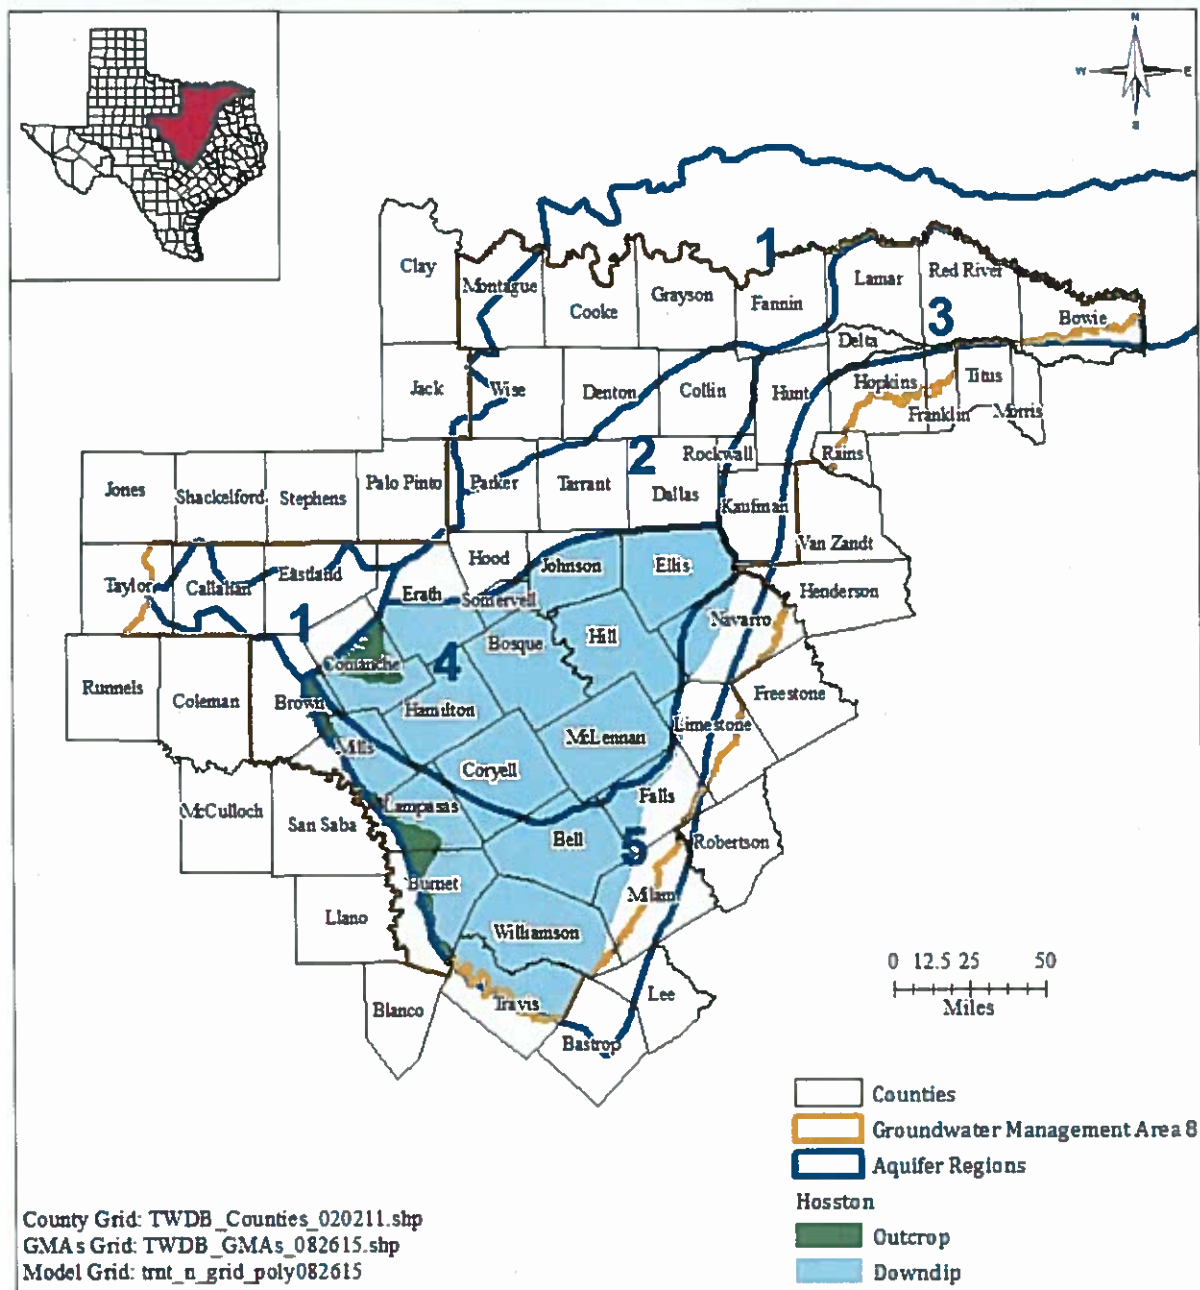 N
W E
S
1
Clay
Montague
Cooke
Grayson
Fannin
Lamar
Red River
3
Bowie
Delta
Jack
Wise
Denton
Collin
Hunt
Hopkins
Titus
Franklin
Morris
2
Rockwall
Rains
Jones
Shackelford
Stephens
Palo Pinto
Parker
Tarrant
Dallas
Kaufman
Van Zandt
Taylor
Callahan
Eastland
Erath
Hood
Somervell
Johnson
Ellis
Henderson
1
Navarro
Comanche
4
Bosque
Hill
Runnels
Coleman
Brown
Hamilton
Freestone
Limestone
Mills
McLennan
Coryell
McCulloch
San Saba
Lampasas
Falls
Bell
5
Robertson
Burnet
Milam
Llano
Williamson
Blanco
Travis
Lee
Bastrop
0 12.5 25 50
Miles
Counties
Groundwater Management Area 8
Aquifer Regions
Hosston
Outcrop
Downdip
County Grid: TWDB_Counties_020211.shp
GMAs Grid: TWDB_GMAs_082615.shp
Model Grid: trnt_n_grid_poly082615